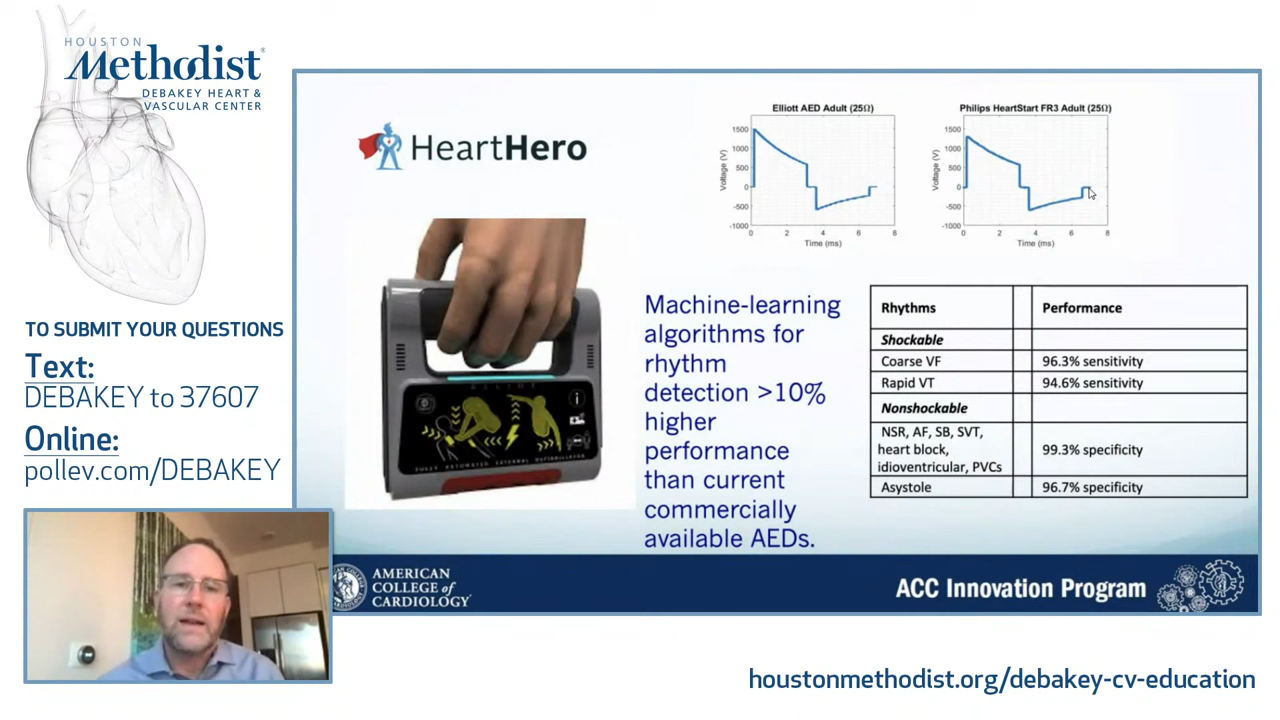 HOUSTON
Methodist®
DEBAKEY HEART &
VASCULAR CENTER
TO SUBMIT YOUR QUESTIONS
Text:
DEBAKEY to 37607
Online:
pollev.com/DEBAKEY
HeartHero
ELLIOT
FULLY AUTOMATED EXTERNAL DEFIBRILLATOR
Elliott AED Adult (25Ω)
Voltage (V)
1500
1000
500
0
-500
-1000
0 2 4 6 8
Time (ms)
Philips HeartStart FR3 Adult (25Ω)
Voltage (V)
1500
1000
500
0
-500
-1000
0 2 4 6 8
Time (ms)
Machine-learning
algorithms for
rhythm
detection >10%
higher
performance
than current
commercially
available AEDs.
Rhythms Performance
Shockable
Coarse VF 96.3% sensitivity
Rapid VT 94.6% sensitivity
Nonshockable
NSR, AF, SB, SVT,
heart block,
idioventricular, PVCs
99.3% specificity
Asystole 96.7% specificity
AMERICAN
COLLEGE of
CARDIOLOGY
ACC Innovation Program
houstonmethodist.org/debakey-cv-education